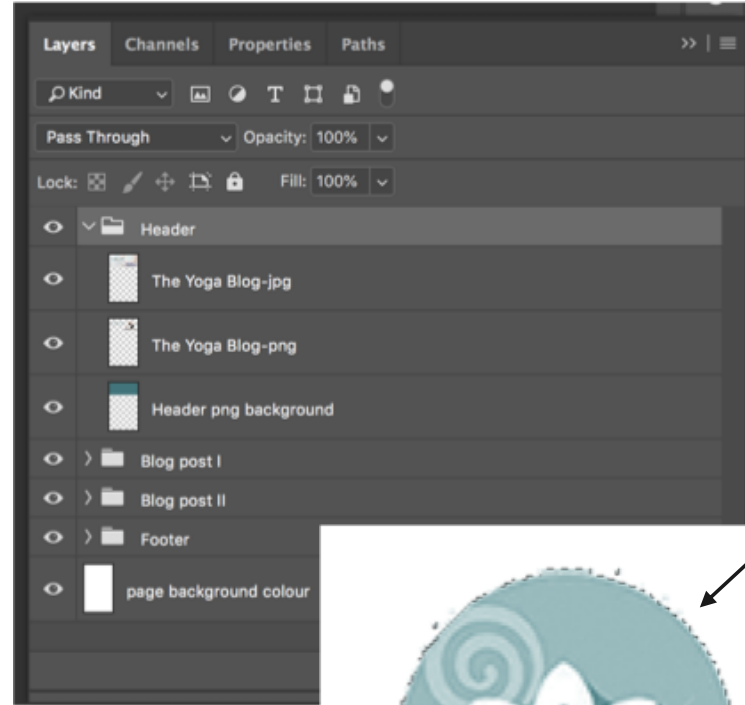 Layers Channels Properties Paths
Kind
Pass Through Opacity: 100%
Lock: Fill: 100%
Header
The Yoga Blog-jpg
The Yoga Blog-png
Header png background
Blog post I
Blog post II
Footer
page background colour